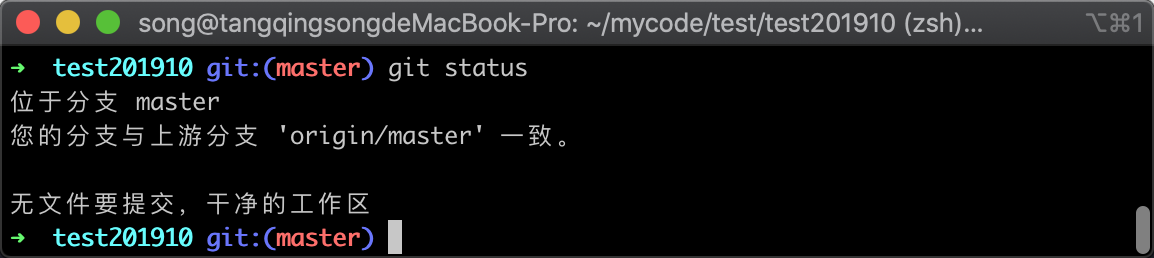 song@tangqingsongdeMacBook-Pro: ~/mycode/test/test201910 (zsh)... ⌥⌘1
➜ test201910 git:(master) git status
位于分支 master
您的分支与上游分支 'origin/master' 一致。
无文件要提交，干净的工作区
➜ test201910 git:(master)